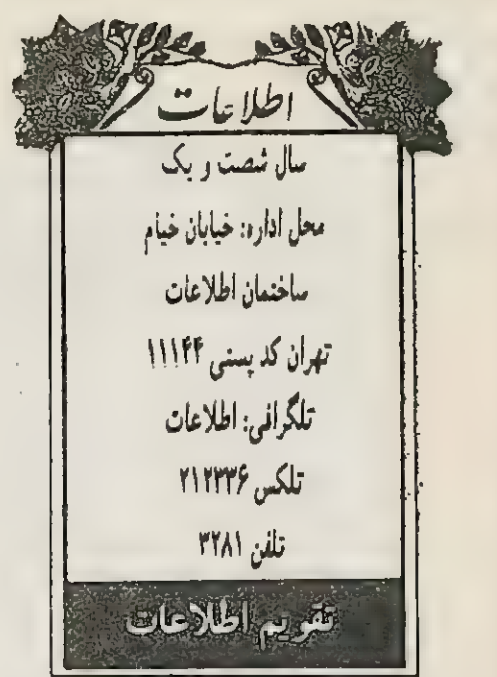 اطلاعات
سال شصت و یک
محل اداره: خیابان خیام
ساختمان اطلاعات
تهران کد پستی ۱۱۱۴۴
تلگرافی: اطلاعات
تلکس ۲۱۲۳۳۶
تلفن ۳۲۸۱
تقویم اطلاعات